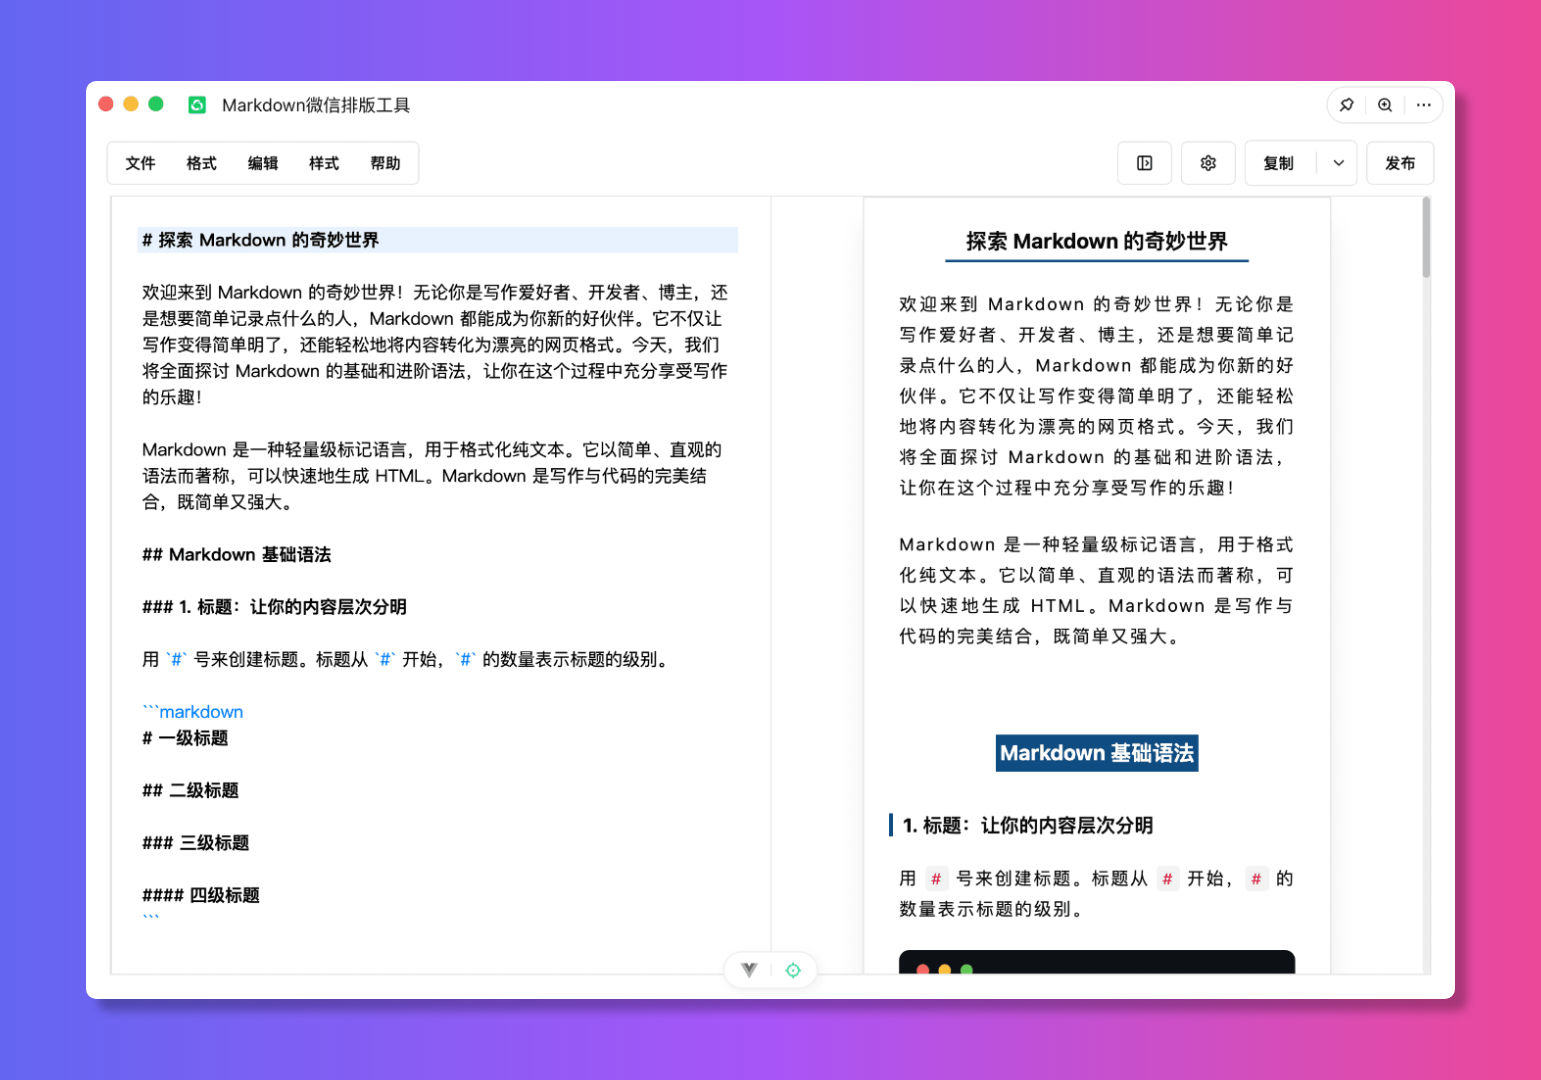 Markdown微信排版工具
文件 格式 编辑 样式 帮助
复制 发布
# 探索 Markdown 的奇妙世界
欢迎来到 Markdown 的奇妙世界！无论你是写作爱好者、开发者、博主，还
是想要简单记录点什么的人，Markdown 都能成为你新的好伙伴。它不仅让
写作变得简单明了，还能轻松地将内容转化为漂亮的网页格式。今天，我们
将全面探讨 Markdown 的基础和进阶语法，让你在这个过程中充分享受写作
的乐趣！
Markdown 是一种轻量级标记语言，用于格式化纯文本。它以简单、直观的
语法而著称，可以快速地生成 HTML。Markdown 是写作与代码的完美结
合，既简单又强大。
## Markdown 基础语法
### 1. 标题：让你的内容层次分明
用 `#` 号来创建标题。标题从 `#` 开始，`#` 的数量表示标题的级别。
```markdown
# 一级标题
## 二级标题
### 三级标题
#### 四级标题
```
探索 Markdown 的奇妙世界
欢迎来到 Markdown 的奇妙世界！无论你是
写作爱好者、开发者、博主，还是想要简单记
录点什么的人，Markdown 都能成为你新的好
伙伴。它不仅让写作变得简单明了，还能轻松
地将内容转化为漂亮的网页格式。今天，我们
将全面探讨 Markdown 的基础和进阶语法，
让你在这个过程中充分享受写作的乐趣！
Markdown 是一种轻量级标记语言，用于格式
化纯文本。它以简单、直观的语法而著称，可
以快速地生成 HTML。Markdown 是写作与
代码的完美结合，既简单又强大。
Markdown 基础语法
1. 标题：让你的内容层次分明
用 # 号来创建标题。标题从 # 开始，# 的
数量表示标题的级别。